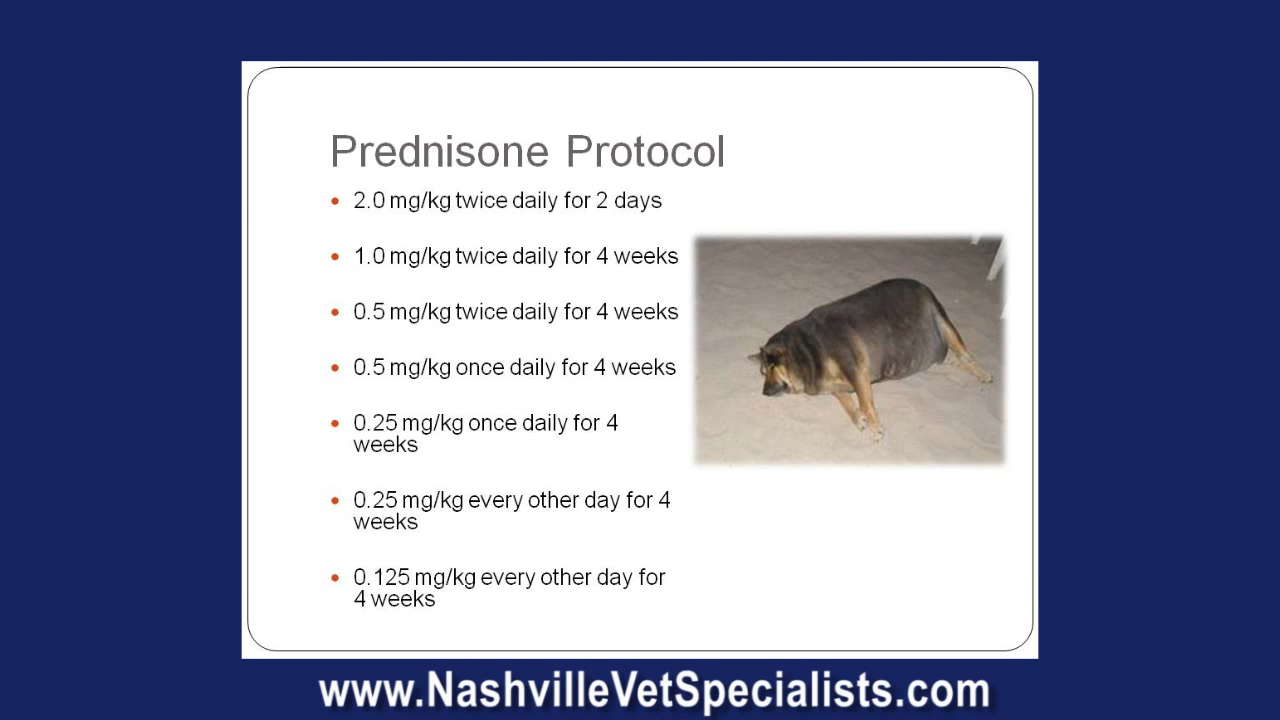 Prednisone Protocol
• 2.0 mg/kg twice daily for 2 days
• 1.0 mg/kg twice daily for 4 weeks
• 0.5 mg/kg twice daily for 4 weeks
• 0.5 mg/kg once daily for 4 weeks
• 0.25 mg/kg once daily for 4
weeks
• 0.25 mg/kg every other day for 4
weeks
• 0.125 mg/kg every other day for
4 weeks
www.NashvilleVetSpecialists.com